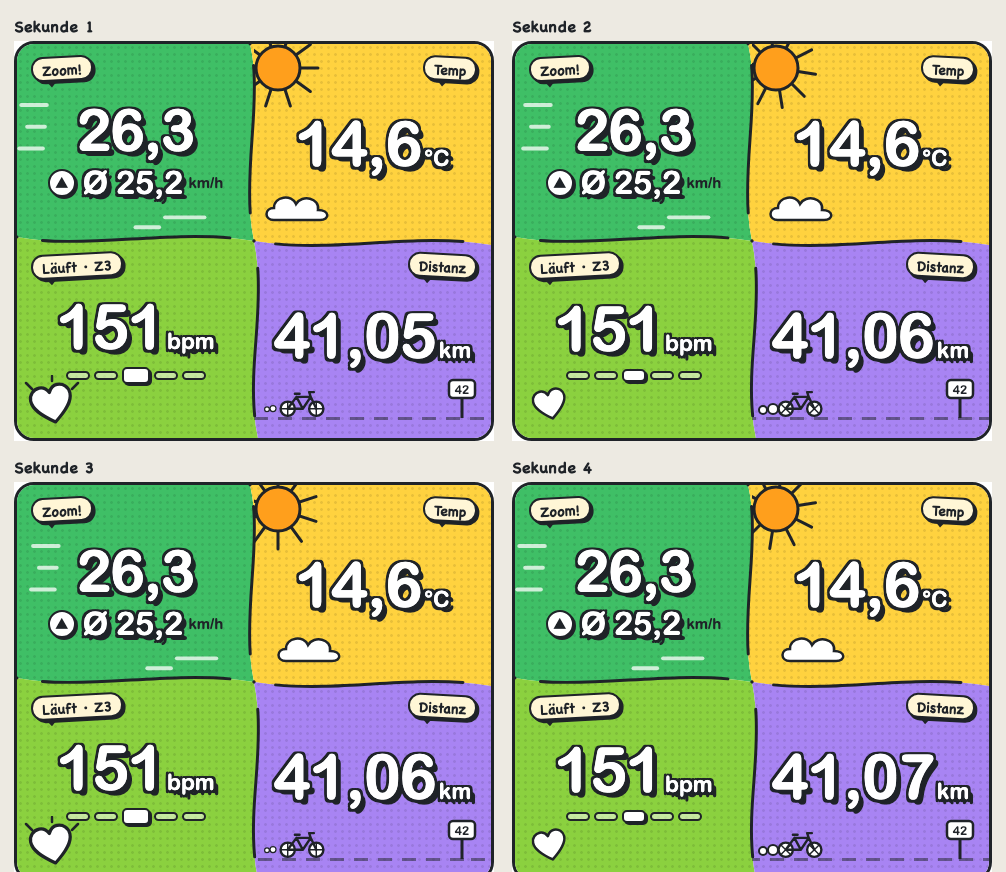 Sekunde 1
Zoom!
26,3
Ø 25,2 km/h
Temp
14,6 °C
Läuft · Z3
151 bpm
Distanz
41,05 km
42
Sekunde 2
Zoom!
26,3
Ø 25,2 km/h
Temp
14,6 °C
Läuft · Z3
151 bpm
Distanz
41,06 km
42
Sekunde 3
Zoom!
26,3
Ø 25,2 km/h
Temp
14,6 °C
Läuft · Z3
151 bpm
Distanz
41,06 km
42
Sekunde 4
Zoom!
26,3
Ø 25,2 km/h
Temp
14,6 °C
Läuft · Z3
151 bpm
Distanz
41,07 km
42